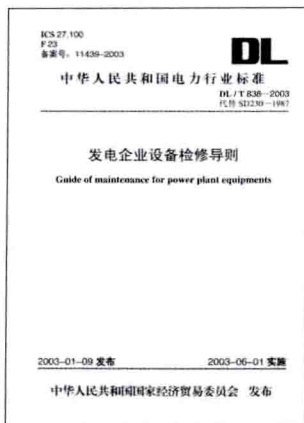 ICS 27.100
F 23
备案号：11439-2003
DL
中华人民共和国电力行业标准
DL / T 838—2003
代替 SD230—1987
发电企业设备检修导则
Guide of maintenance for power plant equipments
2003-01-09 发布
2003-06-01 实施
中华人民共和国国家经济贸易委员会 发布